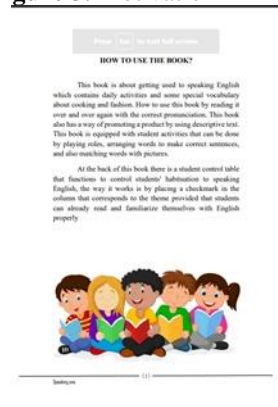 Press Esc to exit full screen
HOW TO USE THE BOOK?
This book is about getting used to speaking English
which contains daily activities and some special vocabulary
about cooking and fashion. How to use this book by reading it
over and over again with the correct pronunciation. This book
also has a way of promoting a product by using descriptive text.
This book is equipped with student activities that can be done
by playing roles, arranging words to make correct sentences,
and also matching words with pictures.
At the back of this book there is a student control table
that functions to control students' habituation to speaking
English, the way it works is by placing a checkmark in the
column that corresponds to the theme provided that students
can already read and familiarize themselves with English
properly